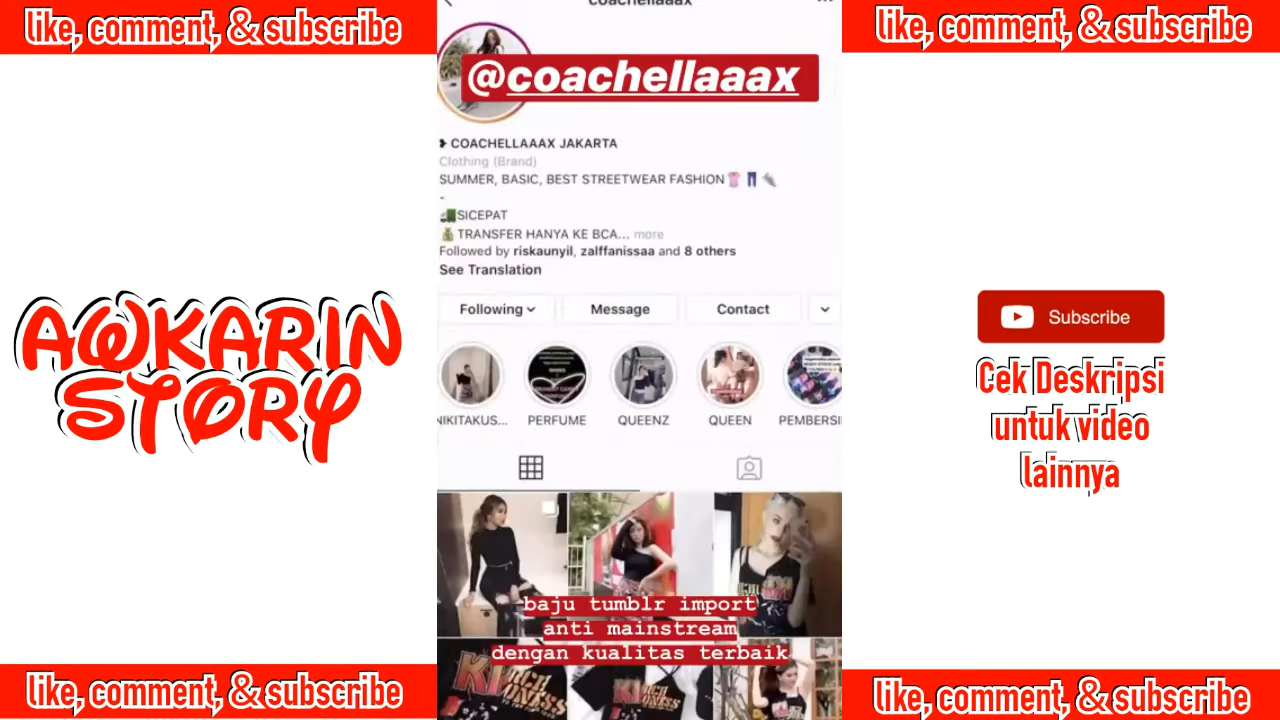 like, comment, & subscribe
like, comment, & subscribe
coachellaaax
@coachellaaax
❥ COACHELLAAAX JAKARTA
Clothing (Brand)
SUMMER, BASIC, BEST STREETWEAR FASHION👚👖🔌
-
🚛SICEPAT
💰TRANSFER HANYA KE BCA... more
Followed by riskaunyil, zalffanissaa and 8 others
See Translation
Following
Message
Contact
NIKITAKUS...
PERFUME
QUEENZ
QUEEN
PEMBERSI
AWKARIN
STORY
Subscribe
Cek Deskripsi
untuk video
lainnya
baju tumblr import
anti mainstream
dengan kualitas terbaik
like, comment, & subscribe
like, comment, & subscribe